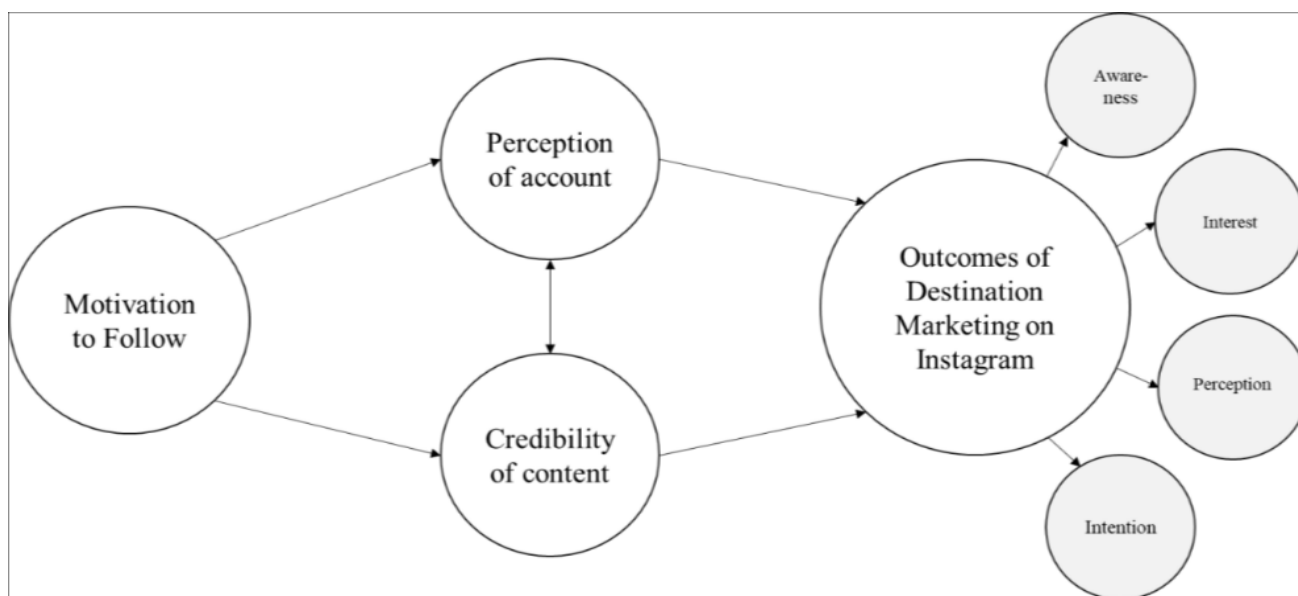 Motivation
to Follow
Perception
of account
Credibility
of content
Outcomes of
Destination
Marketing on
Instagram
Aware-
ness
Interest
Perception
Intention